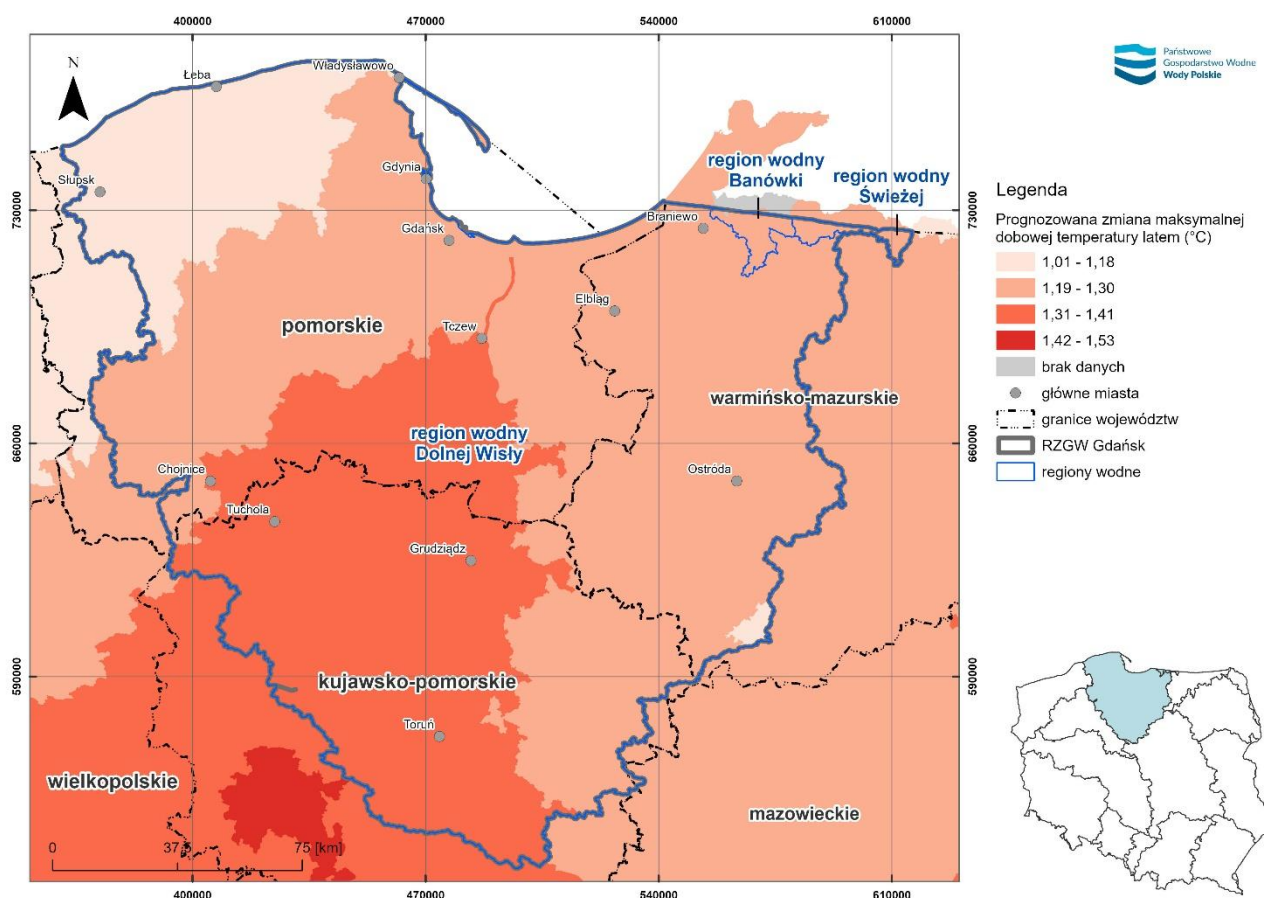 400000
470000
540000
610000
N
Łeba
Władysławowo
Państwowe
Gospodarstwo Wodne
Wody Polskie
Słupsk
Gdynia
region wodny
Banówki
region wodny
Świeżej
730000
730000
Gdańsk
Braniewo
Elbląg
pomorskie
Tczew
warmińsko-mazurskie
region wodny
Dolnej Wisły
660000
660000
Chojnice
Ostróda
Tuchola
Grudziądz
590000
590000
kujawsko-pomorskie
Toruń
wielkopolskie
mazowieckie
0
37,5
75 [km]
400000
470000
540000
610000
Legenda
Prognozowana zmiana maksymalnej
dobowej temperatury latem (°C)
1,01 - 1,18
1,19 - 1,30
1,31 - 1,41
1,42 - 1,53
brak danych
główne miasta
granice województw
RZGW Gdańsk
regiony wodne